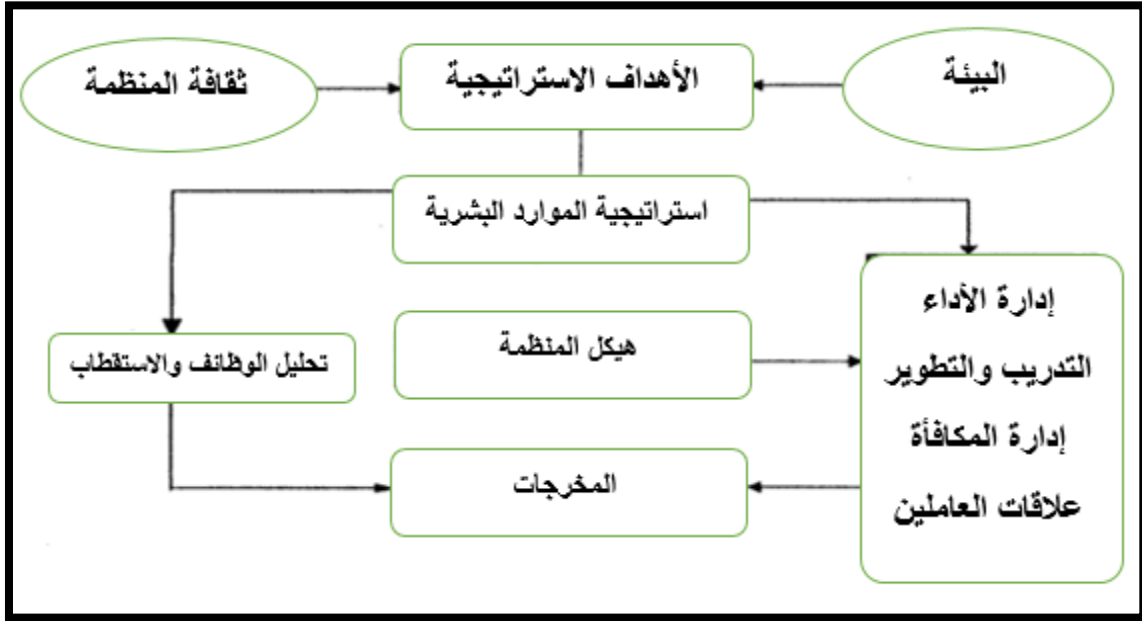 البيئة
الأهداف الاستراتيجية
ثقافة المنظمة
استراتيجية الموارد البشرية
إدارة الأداء
التدريب والتطوير
إدارة المكافأة
علاقات العاملين
هيكل المنظمة
تحليل الوظائف والاستقطاب
المخرجات